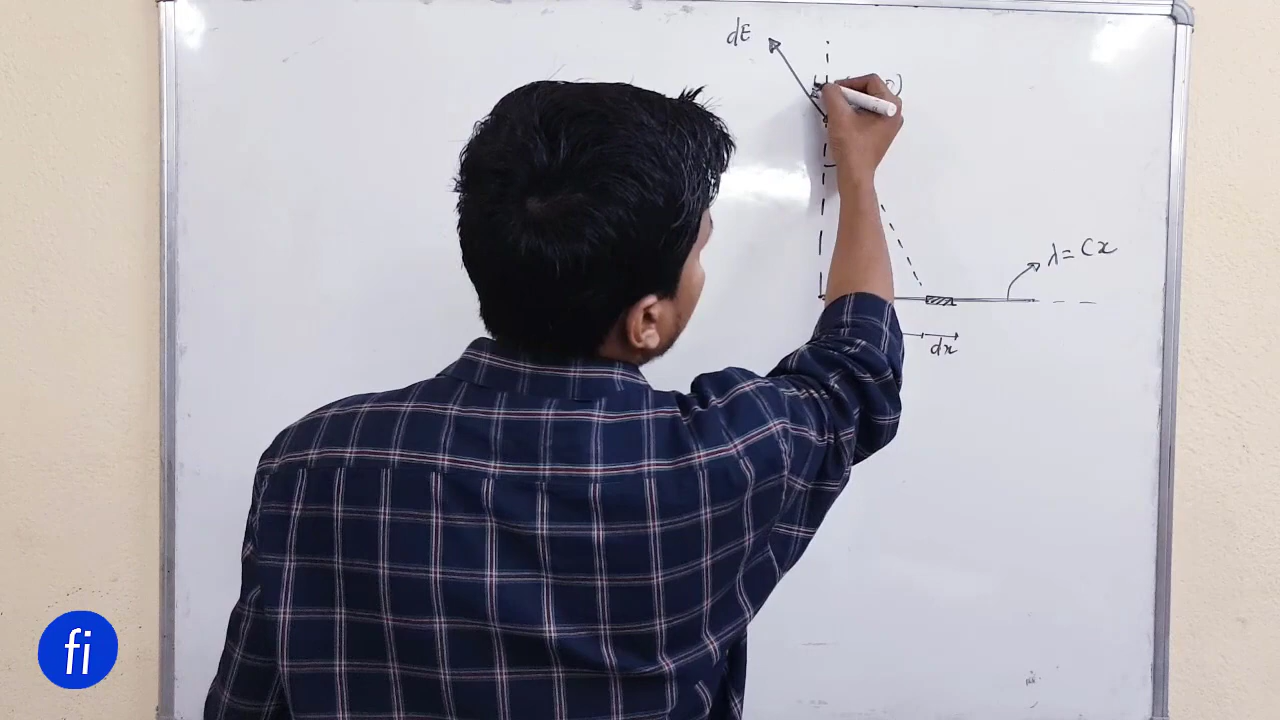 dE
λ = Cx
dx
fi